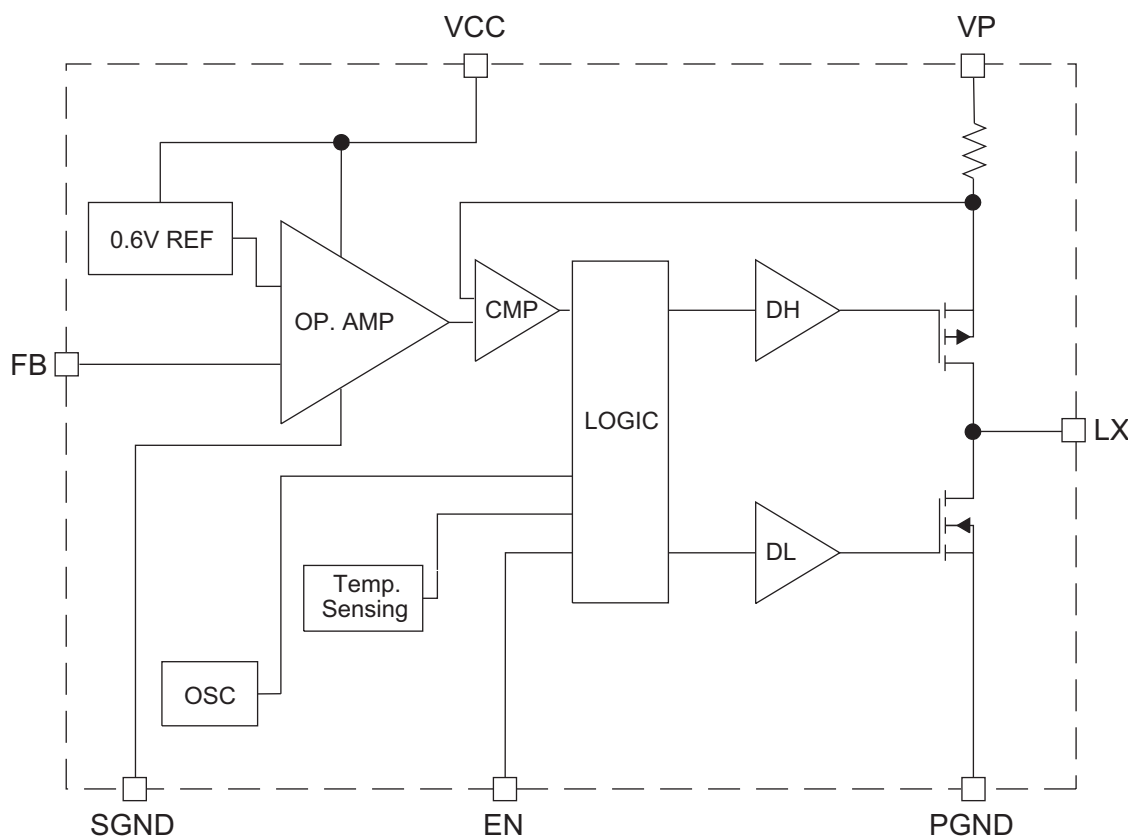 VCC
VP
0.6V REF
OP. AMP
CMP
DH
FB
LOGIC
LX
DL
Temp.
Sensing
OSC
SGND
EN
PGND